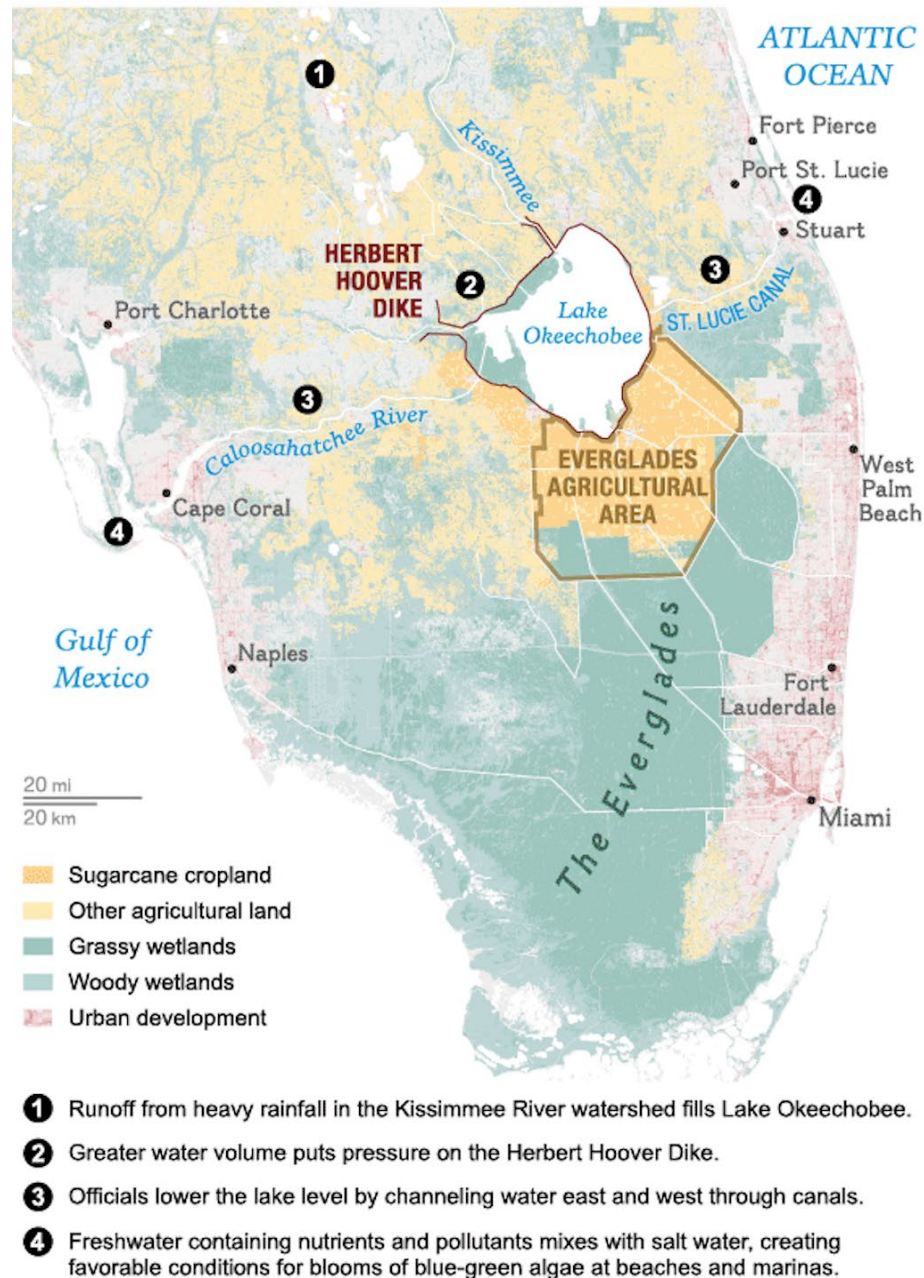 ATLANTIC
OCEAN
1
Kissimmee
Fort Pierce
Port St. Lucie
4
Stuart
HERBERT
HOOVER
DIKE
2
3
Port Charlotte
Lake
Okeechobee
ST. LUCIE CANAL
3
Caloosahatchee River
EVERGLADES
AGRICULTURAL
AREA
West
Palm
Beach
Cape Coral
4
Gulf of
Mexico
Naples
The Everglades
Fort
Lauderdale
20 mi
20 km
Miami
Sugarcane cropland
Other agricultural land
Grassy wetlands
Woody wetlands
Urban development
1 Runoff from heavy rainfall in the Kissimmee River watershed fills Lake Okeechobee.
2 Greater water volume puts pressure on the Herbert Hoover Dike.
3 Officials lower the lake level by channeling water east and west through canals.
4 Freshwater containing nutrients and pollutants mixes with salt water, creating
favorable conditions for blooms of blue-green algae at beaches and marinas.